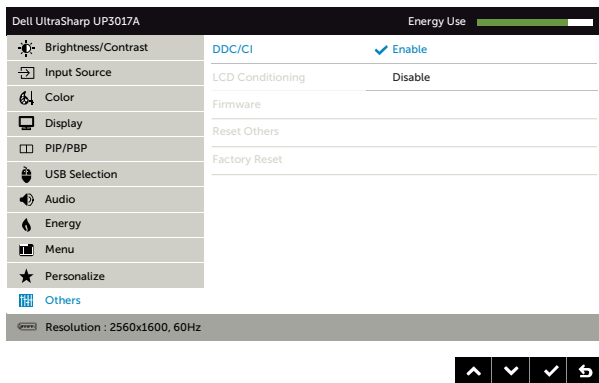 Dell UltraSharp UP3017A Energy Use
Brightness/Contrast DDC/CI Enable
Input Source LCD Conditioning Disable
Color Firmware
Display Reset Others
PIP/PBP Factory Reset
USB Selection
Audio
Energy
Menu
Personalize
Others
Resolution : 2560x1600, 60Hz